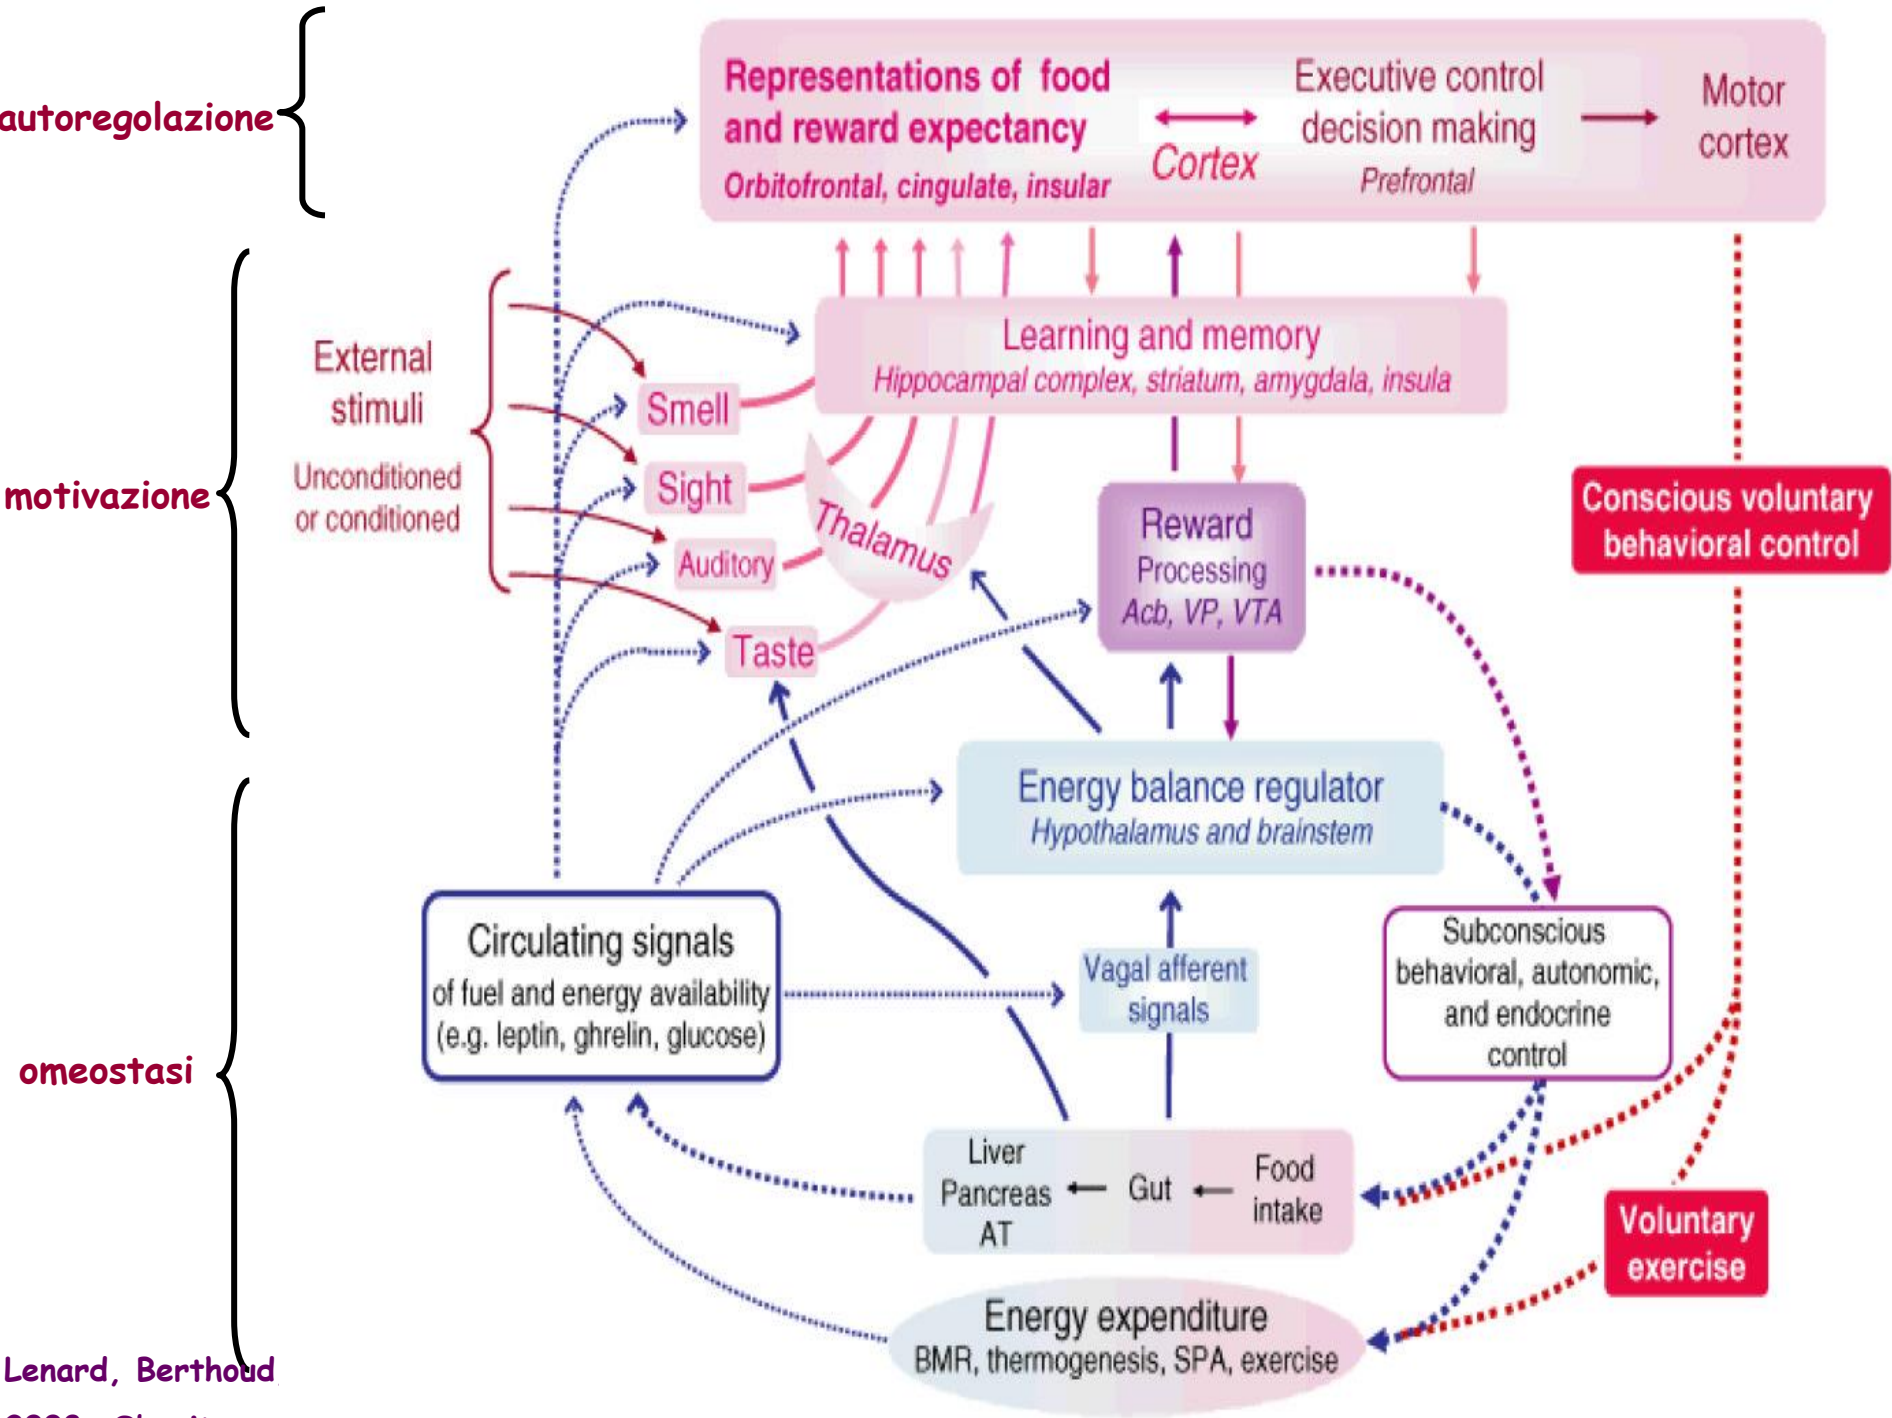 autoregolazione
Representations of food
and reward expectancy
Orbitofrontal, cingulate, insular
Cortex
Executive control
decision making
Prefrontal
Motor
cortex
motivazione
External
stimuli
Unconditioned
or conditioned
Smell
Sight
Auditory
Taste
Thalamus
Learning and memory
Hippocampal complex, striatum, amygdala, insula
Reward
Processing
Acb, VP, VTA
Conscious voluntary
behavioral control
omeostasi
Energy balance regulator
Hypothalamus and brainstem
Circulating signals
of fuel and energy availability
(e.g. leptin, ghrelin, glucose)
Vagal afferent
signals
Subconscious
behavioral, autonomic,
and endocrine
control
Liver
Pancreas
AT
Gut
Food
intake
Voluntary
exercise
Energy expenditure
BMR, thermogenesis, SPA, exercise
Lenard, Berthoud